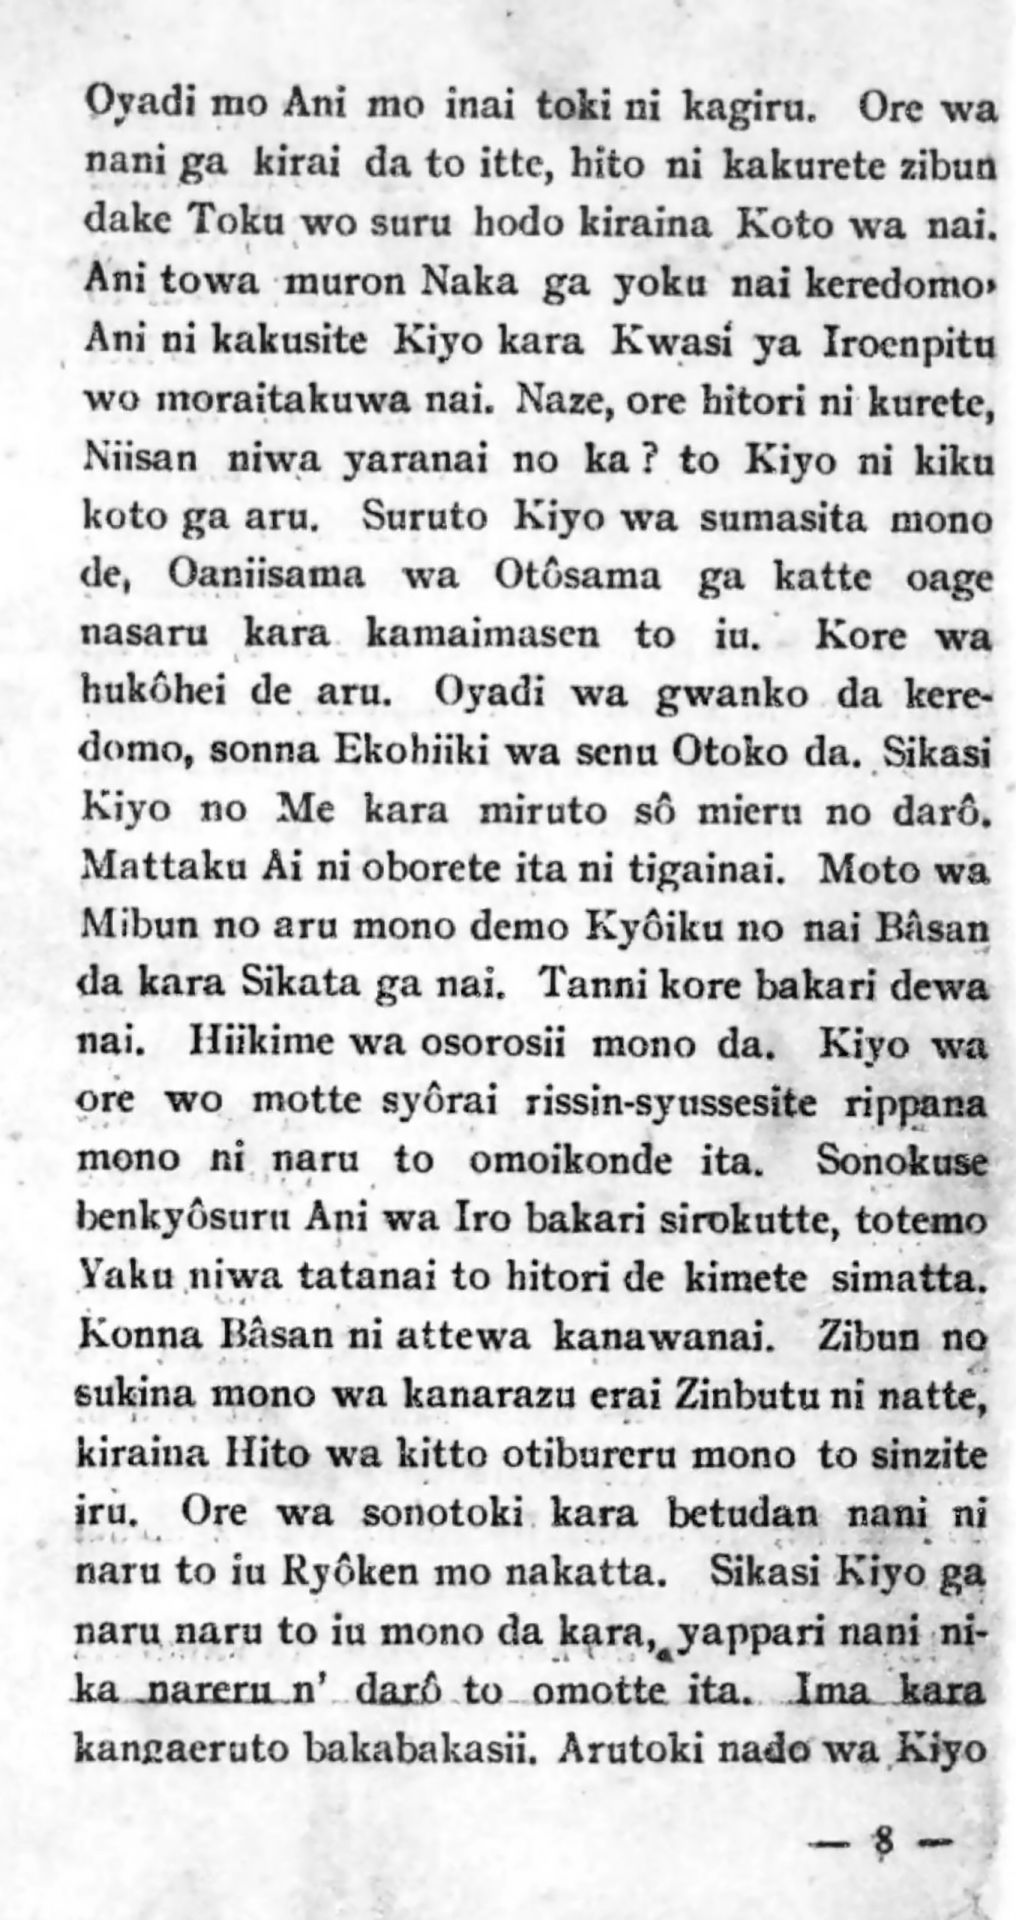 Oyadi mo Ani mo inai toki ni kagiru. Ore wa
nani ga kirai da to itte, hito ni kakurete zibun
dake Toku wo suru hodo kiraina Koto wa nai.
Ani towa muron Naka ga yoku nai keredomo,
Ani ni kakusite Kiyo kara Kwasi ya Iroenpitu
wo moraitakuwa nai. Naze, ore hitori ni kurete,
Niisan niwa yaranai no ka? to Kiyo ni kiku
koto ga aru. Suruto Kiyo wa sumasita mono
de, Oaniisama wa Otôsama ga katte oage
nasaru kara kamaimasen to iu. Kore wa
hukôhei de aru. Oyadi wa gwanko da kere-
domo, sonna Ekohiiki wa senu Otoko da. Sikasi
Kiyo no Me kara miruto sô mieru no darô.
Mattaku Ai ni oborete ita ni tigainai. Moto wa
Mibun no aru mono demo Kyôiku no nai Bâsan
da kara Sikata ga nai. Tanni kore bakari dewa
nai. Hiikime wa osorosii mono da. Kiyo wa
ore wo motte syôrai rissin-syussesite rippana
mono ni naru to omoikonde ita. Sonokuse
benkyôsuru Ani wa Iro bakari sirokutte, totemo
Yaku niwa tatanai to hitori de kimete simatta.
Konna Bâsan ni attewa kanawanai. Zibun no
sukina mono wa kanarazu erai Zinbutu ni natte,
kiraina Hito wa kitto otibureru mono to sinzite
iru. Ore wa sonotoki kara betudan nani ni
naru to iu Ryôken mo nakatta. Sikasi Kiyo ga
naru naru to iu mono da kara, yappari nani ni-
ka nareru n' darô to omotte ita. Ima kara
kangaeruto bakabakasii. Arutoki nado wa Kiyo
— 8 —